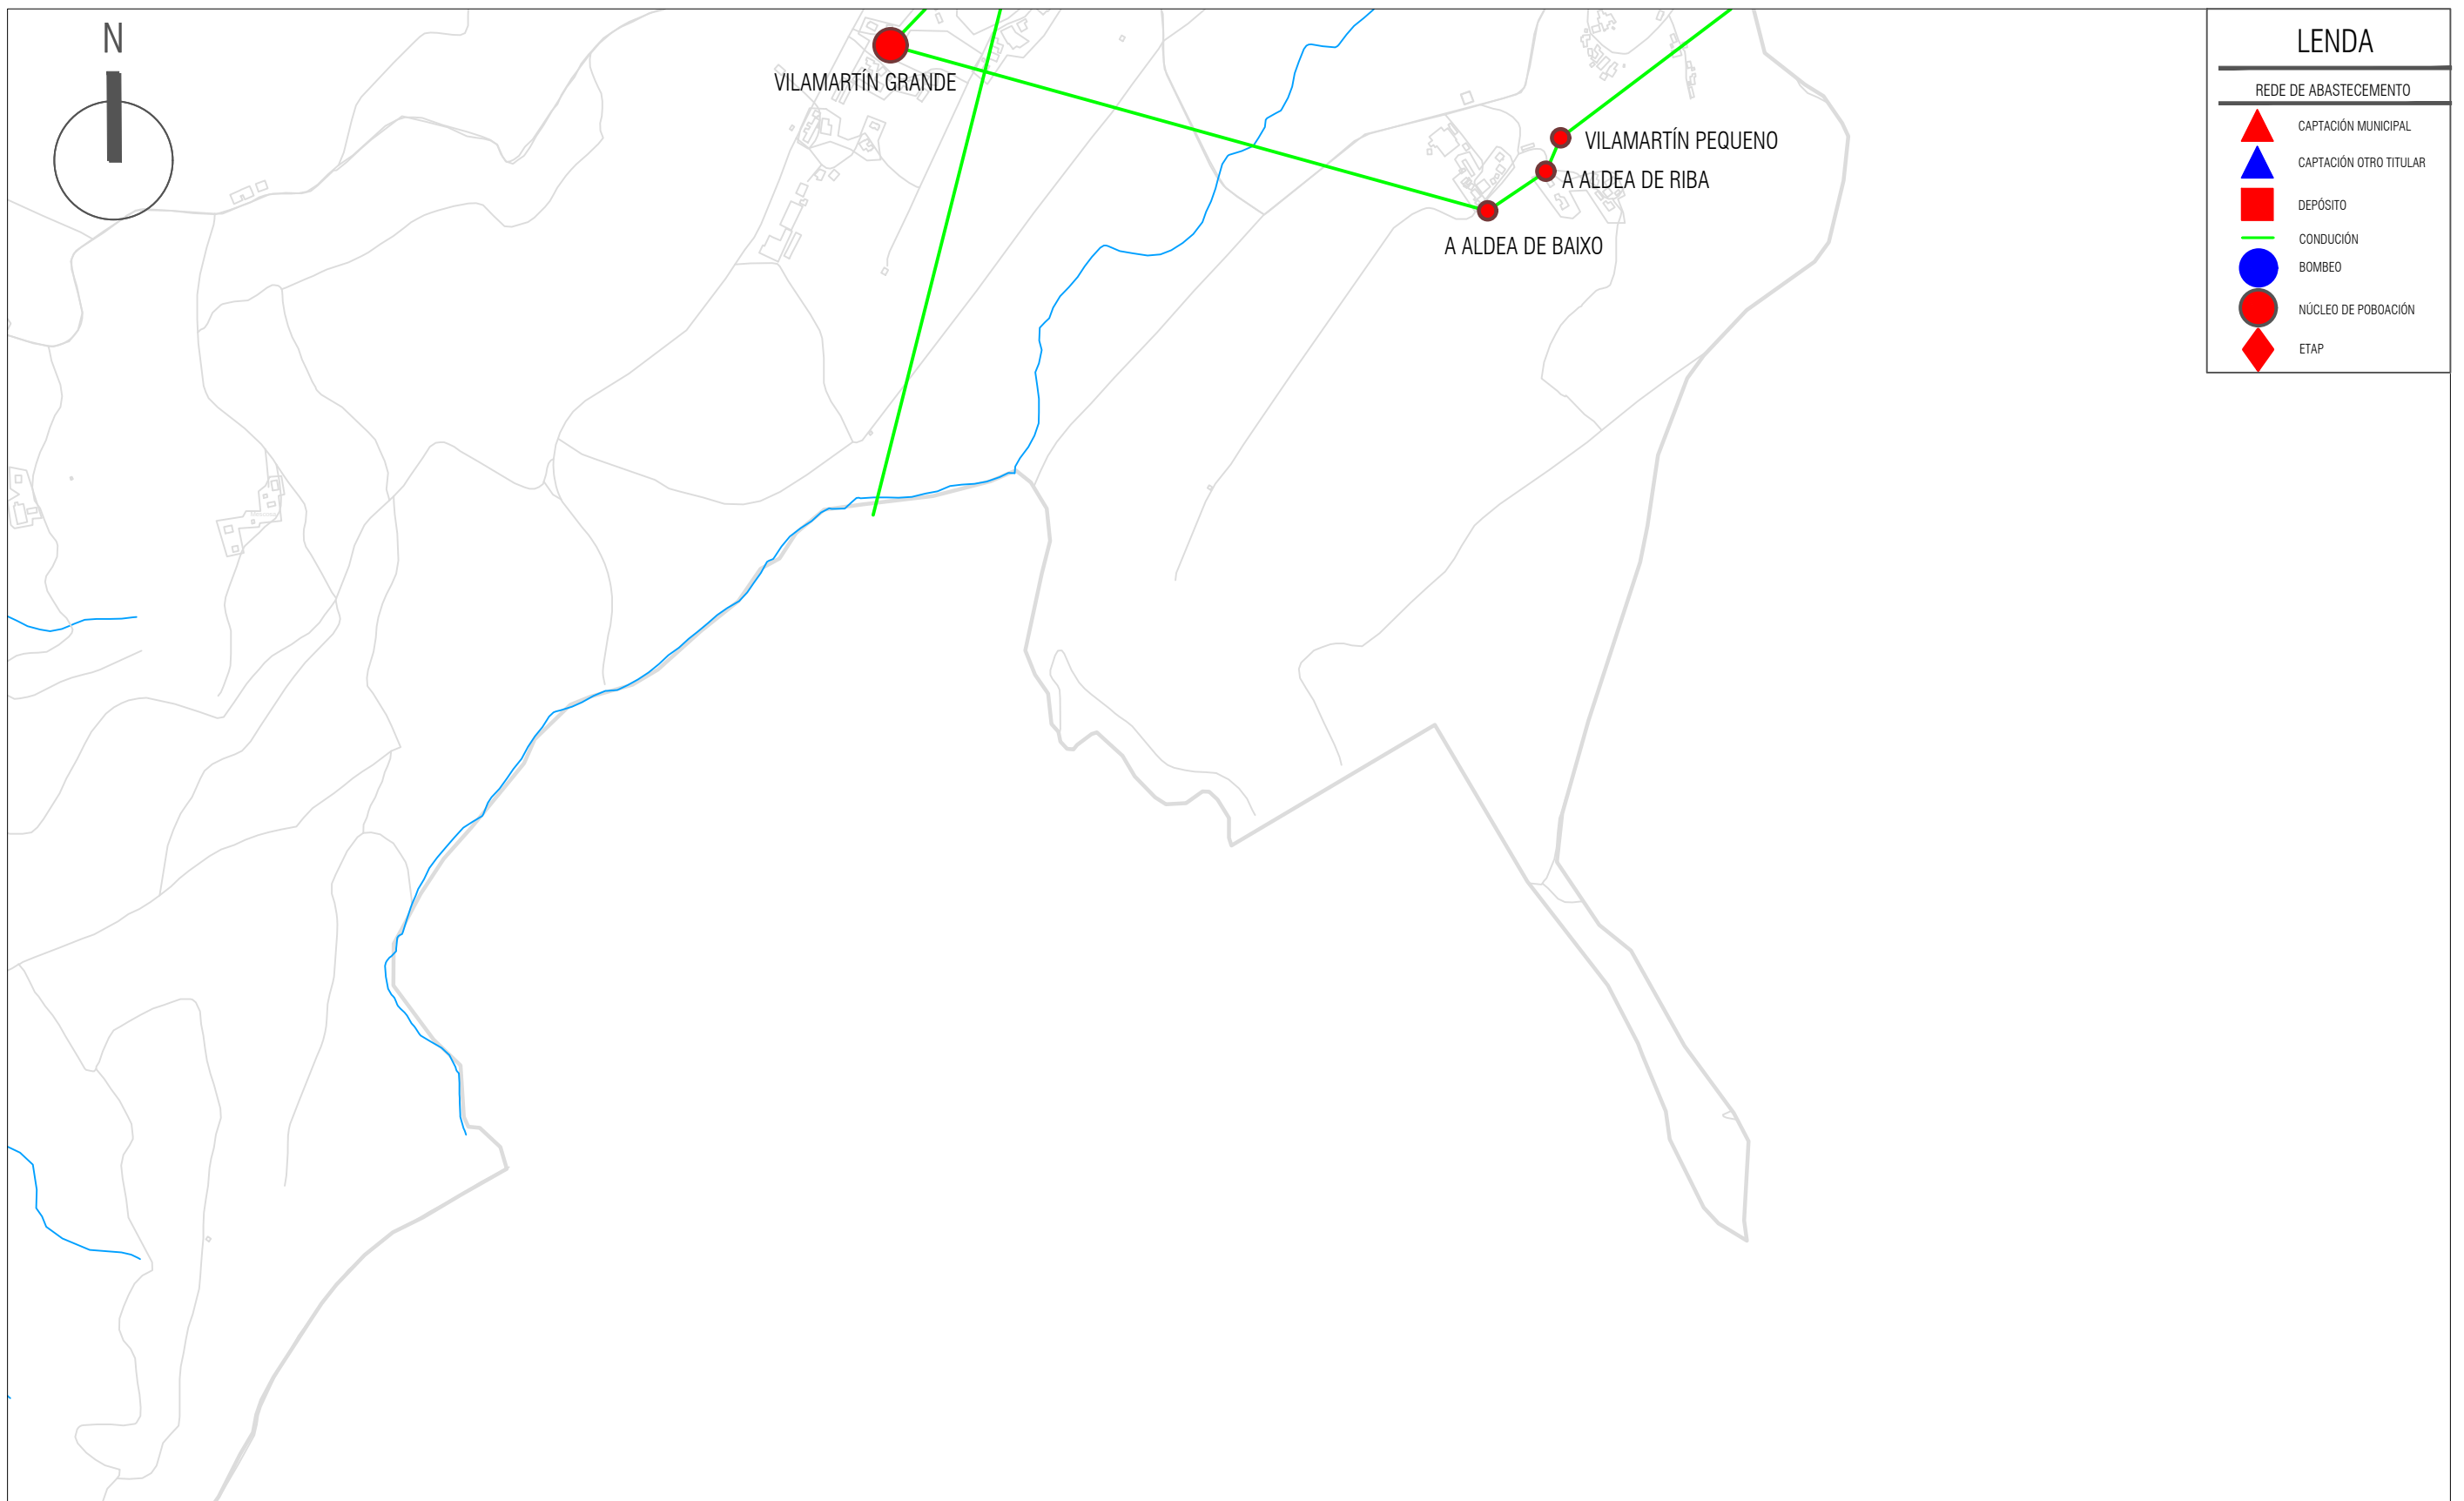 N
VILAMARTÍN GRANDE
VILAMARTÍN PEQUENO
A ALDEA DE RIBA
A ALDEA DE BAIXO
LENDA
REDE DE ABASTECEMENTO
CAPTACIÓN MUNICIPAL
CAPTACIÓN OTRO TITULAR
DEPÓSITO
CONDUCIÓN
BOMBEO
NÚCLEO DE POBOACIÓN
ETAP